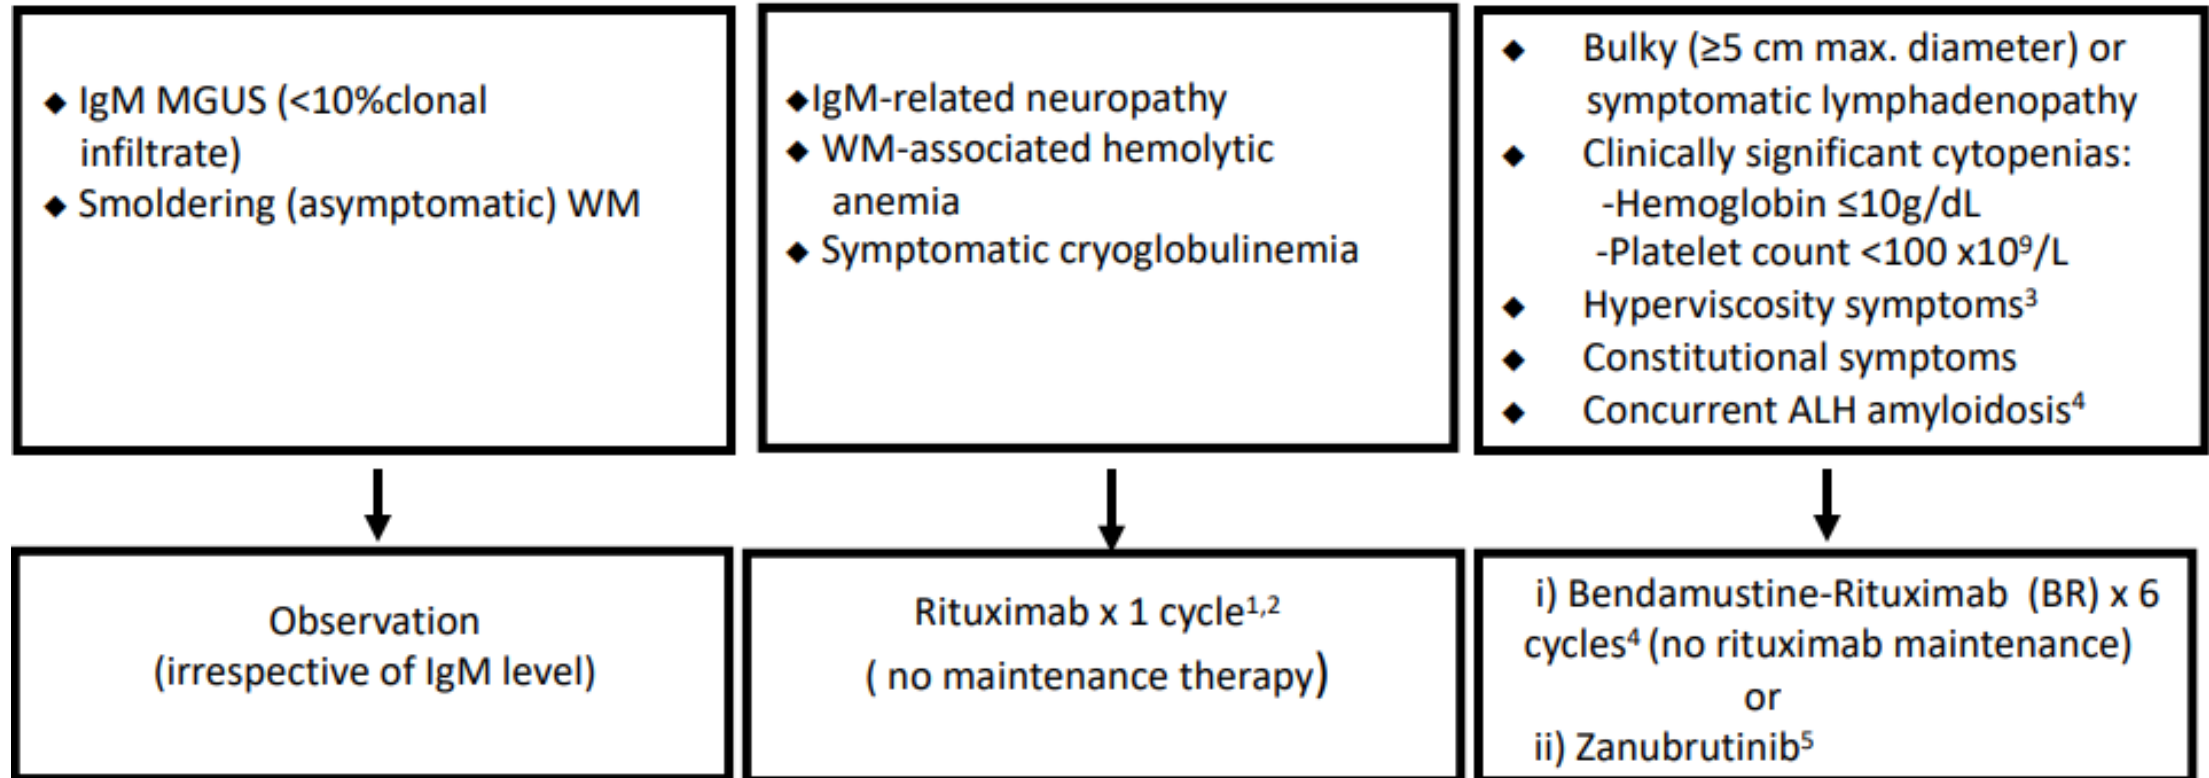 ◆ IgM MGUS (<10%clonal
infiltrate)
◆ Smoldering (asymptomatic) WM
◆IgM-related neuropathy
◆ WM-associated hemolytic
anemia
◆ Symptomatic cryoglobulinemia
◆ Bulky (≥5 cm max. diameter) or
symptomatic lymphadenopathy
◆ Clinically significant cytopenias:
-Hemoglobin ≤10g/dL
-Platelet count <100 x10⁹/L
◆ Hyperviscosity symptoms³
◆ Constitutional symptoms
◆ Concurrent ALH amyloidosis⁴
Observation
(irrespective of IgM level)
Rituximab x 1 cycle¹,²
( no maintenance therapy)
i) Bendamustine-Rituximab (BR) x 6
cycles⁴ (no rituximab maintenance)
or
ii) Zanubrutinib⁵